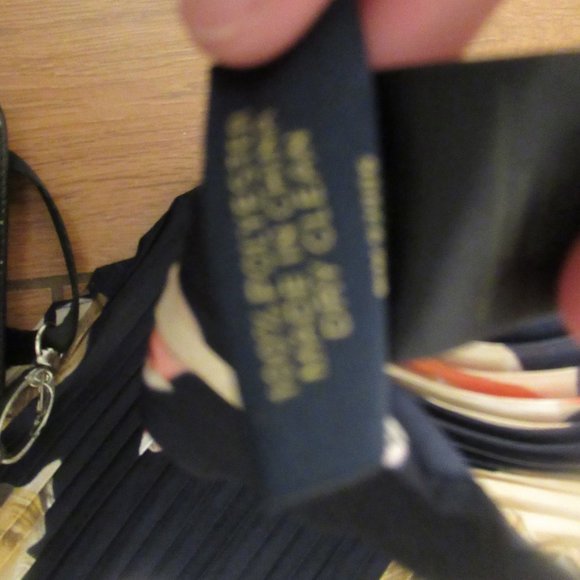 100% POLYESTER
MADE IN CHINA
DRY CLEAN